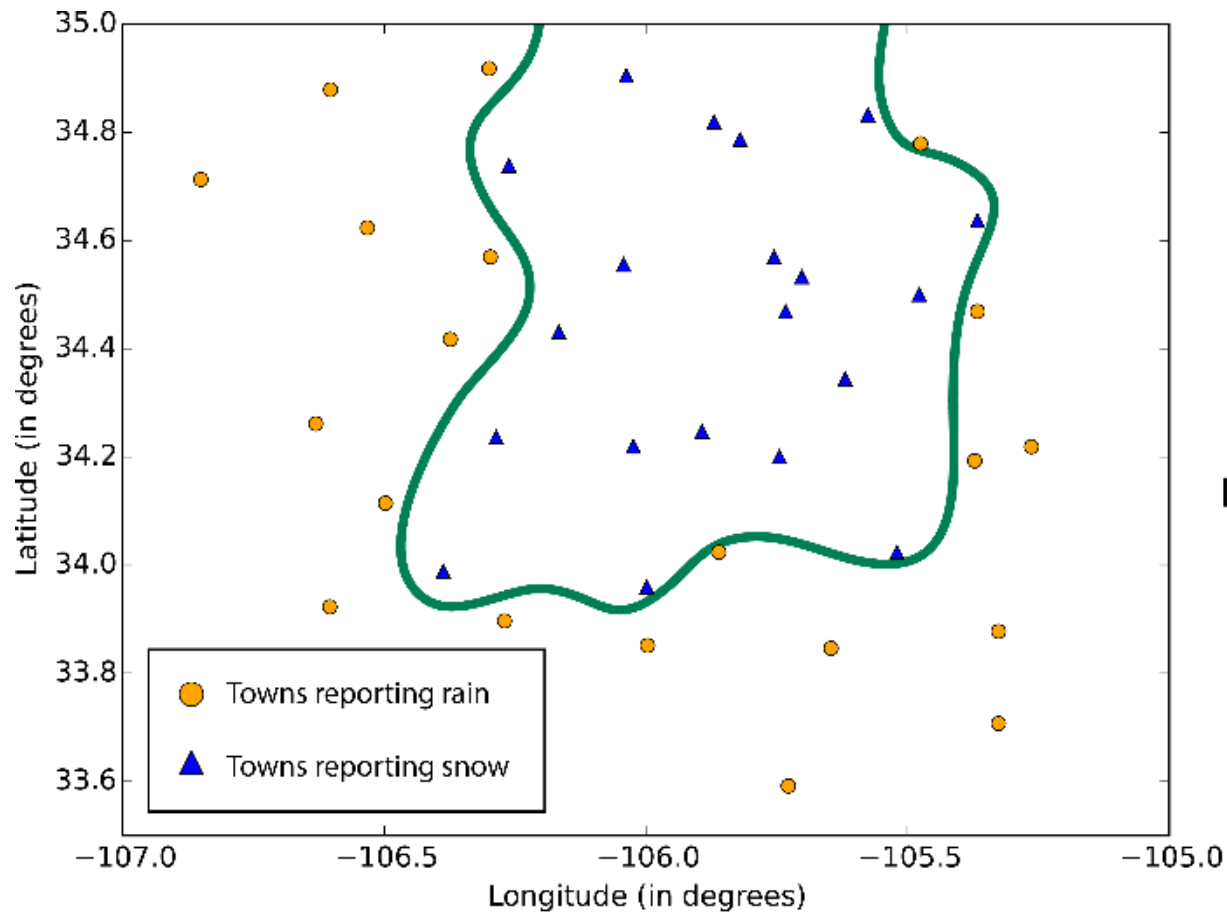 35.0
34.8
34.6
34.4
34.2
34.0
33.8
33.6
Latitude (in degrees)
Towns reporting rain
Towns reporting snow
−107.0 −106.5 −106.0 −105.5 −105.0
Longitude (in degrees)